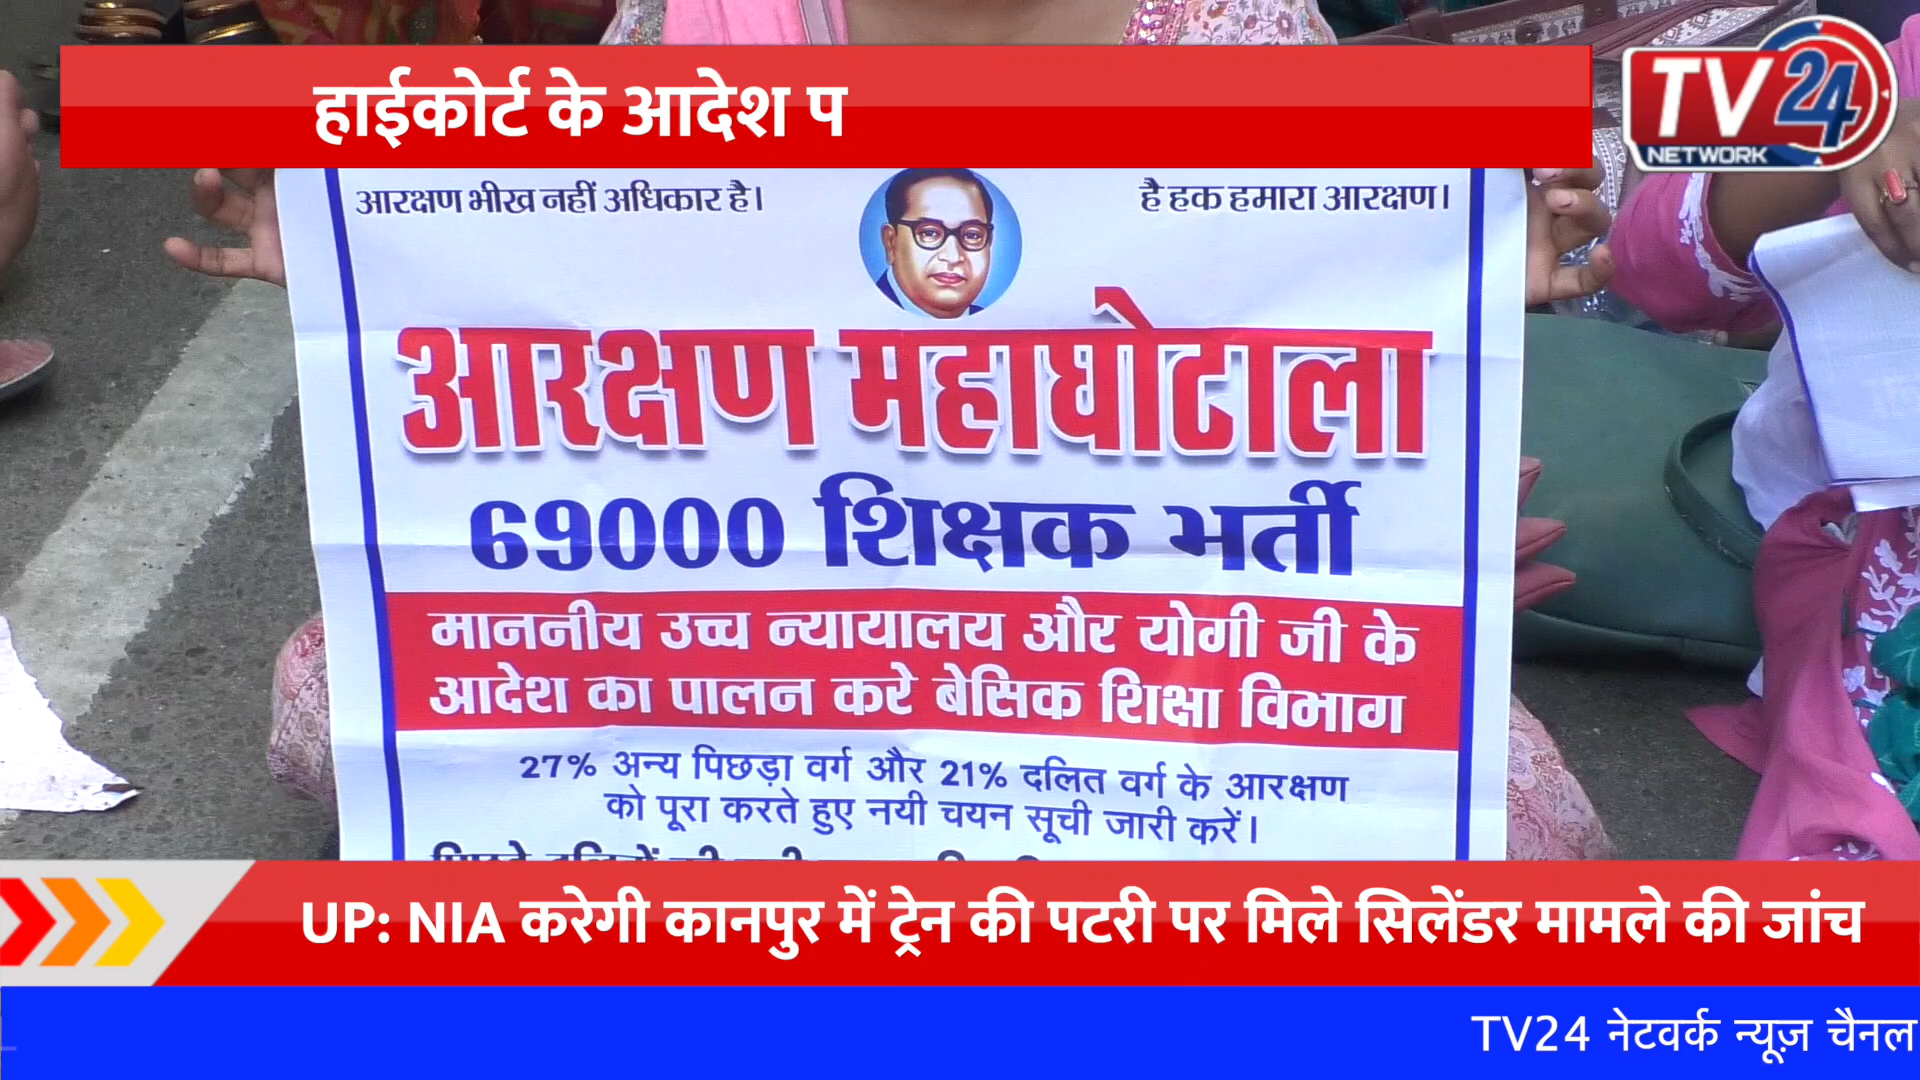 हाईकोर्ट के आदेश प
TV 24
NETWORK
आरक्षण भीख नहीं अधिकार है।
है हक हमारा आरक्षण।
आरक्षण महाघोटाला
69000 शिक्षक भर्ती
माननीय उच्च न्यायालय और योगी जी के
आदेश का पालन करे बेसिक शिक्षा विभाग
27% अन्य पिछड़ा वर्ग और 21% दलित वर्ग के आरक्षण
को पूरा करते हुए नयी चयन सूची जारी करें।
UP: NIA करेगी कानपुर में ट्रेन की पटरी पर मिले सिलेंडर मामले की जांच
TV24 नेटवर्क न्यूज़ चैनल